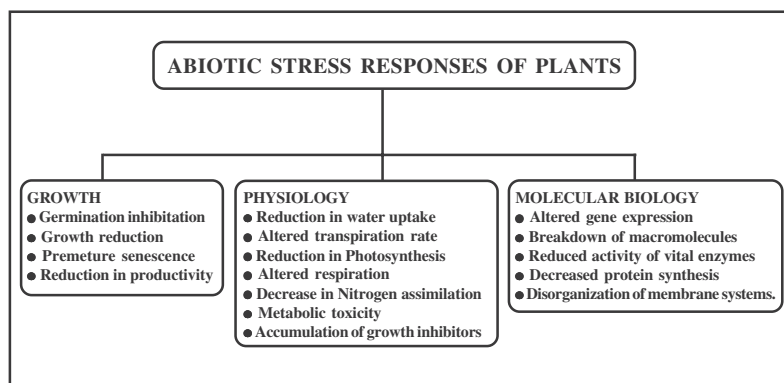 ABIOTIC STRESS RESPONSES OF PLANTS
GROWTH
● Germination inhibitation
● Growth reduction
● Premeture senescence
● Reduction in productivity
PHYSIOLOGY
● Reduction in water uptake
● Altered transpiration rate
● Reduction in Photosynthesis
● Altered respiration
● Decrease in Nitrogen assimilation
● Metabolic toxicity
● Accumulation of growth inhibitors
MOLECULAR BIOLOGY
● Altered gene expression
● Breakdown of macromolecules
● Reduced activity of vital enzymes
● Decreased protein synthesis
● Disorganization of membrane systems.